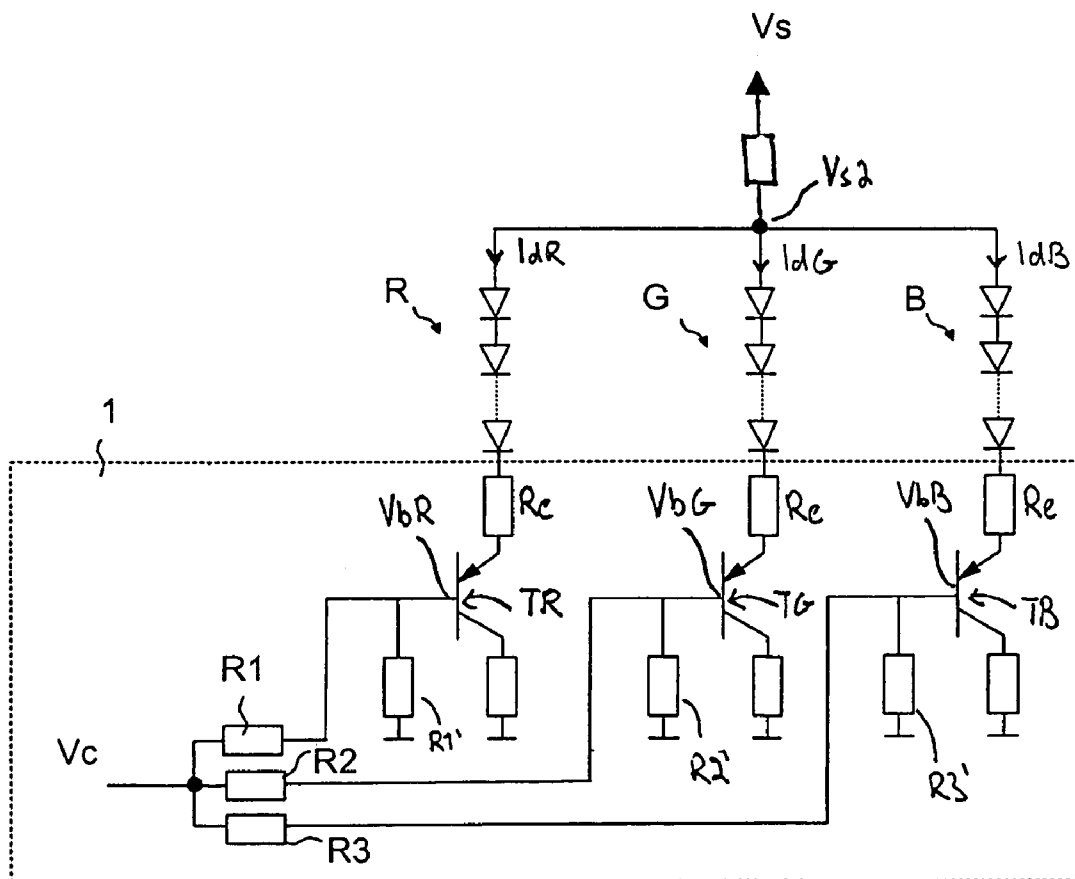 Vs
Vs2
IdR
IdG
IdB
R
G
B
1
Rc
Re
Re
VbR
VbG
VbB
TR
TG
TB
R1
R1'
R2'
R3'
Vc
R2
R3